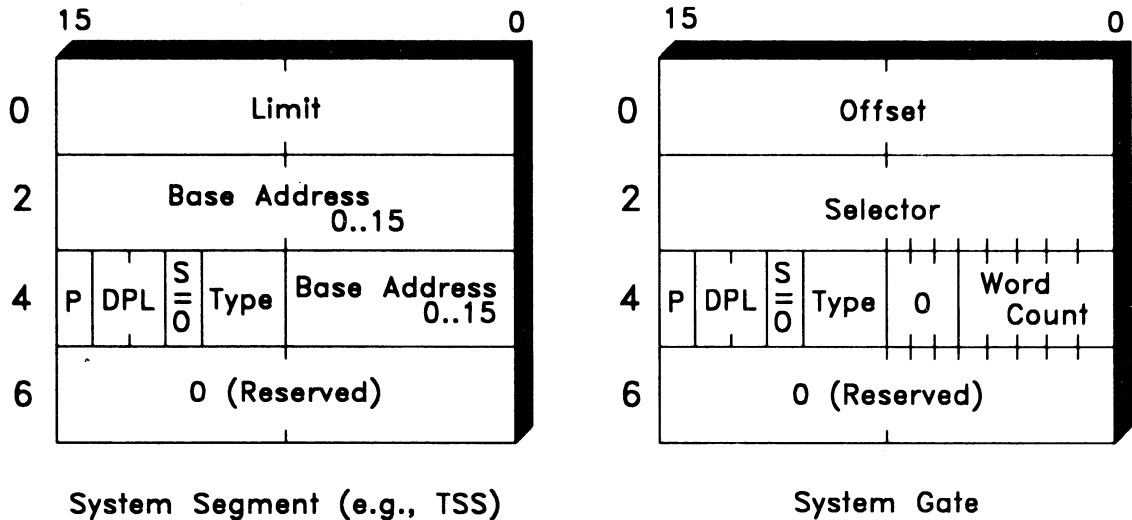 15 0
0 Limit
2 Base Address
0..15
4 P DPL S=0 Type Base Address
0..15
6 0 (Reserved)
System Segment (e.g., TSS)
15 0
0 Offset
2 Selector
4 P DPL S=0 Type 0 Word
Count
6 0 (Reserved)
System Gate